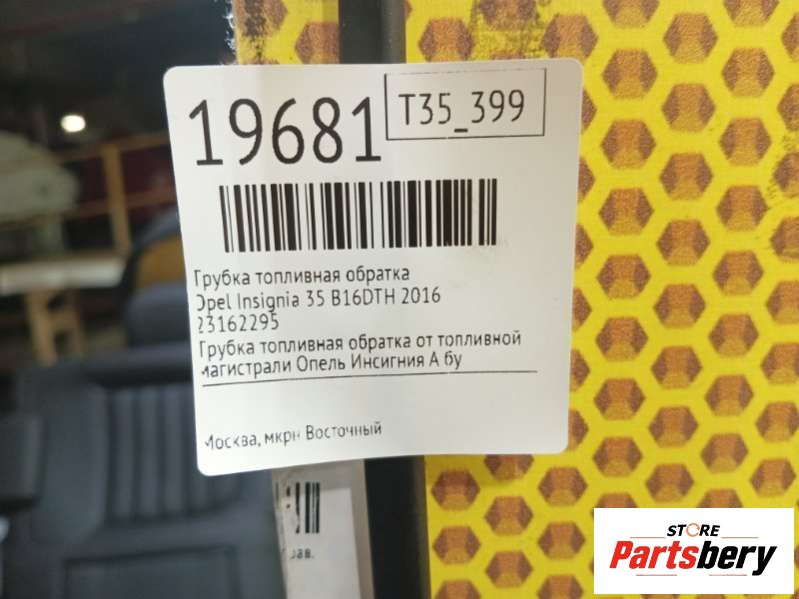 19681
T35_399
Трубка топливная обратка
Opel Insignia 35 B16DTH 2016
23162295
Трубка топливная обратка от топливной
магистрали Опель Инсигния А бу
Москва, мкрн Восточный
STORE
Partsbery